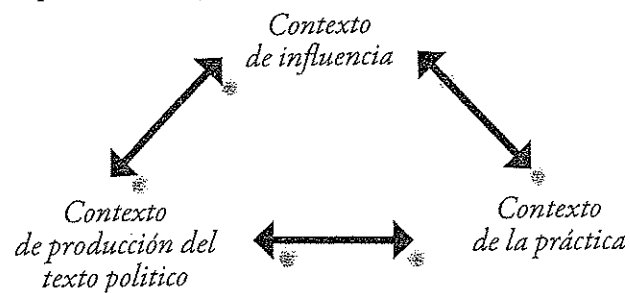 Contexto
de influencia
Contexto
de producción del
texto politico
Contexto
de la práctica